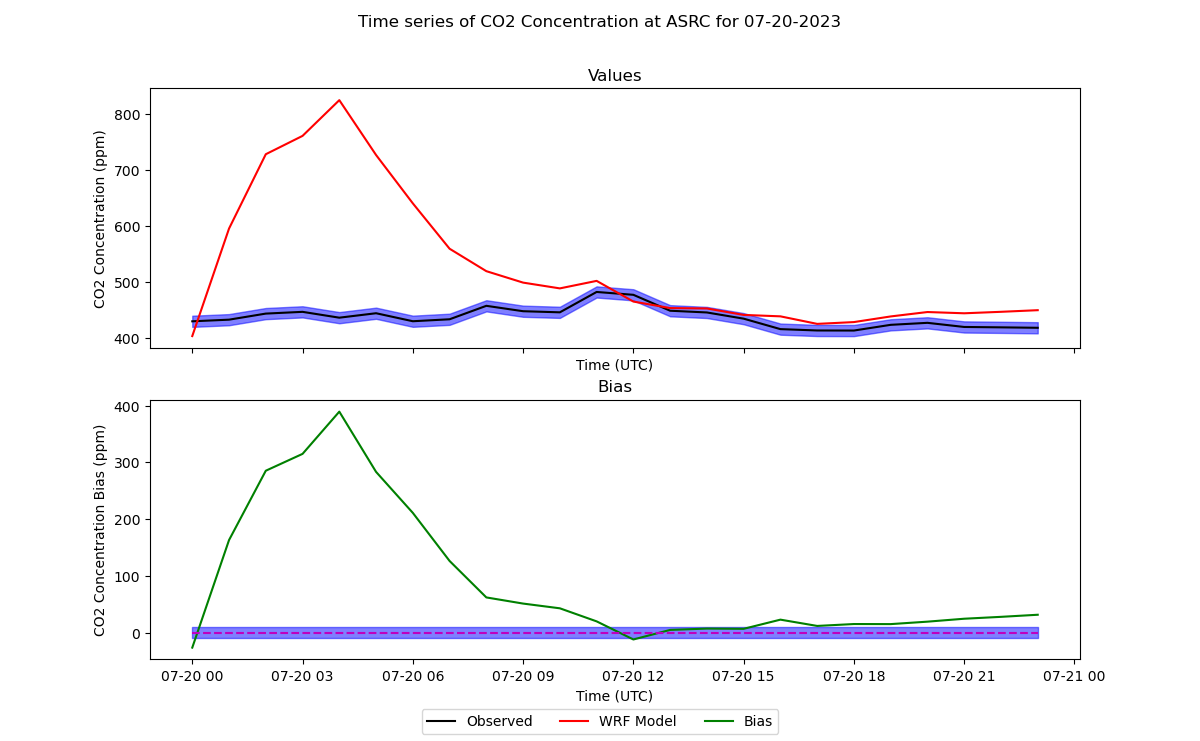 Time series of CO2 Concentration at ASRC for 07-20-2023
Values
CO2 Concentration (ppm)
800
700
600
500
400
Time (UTC)
Bias
CO2 Concentration Bias (ppm)
400
300
200
100
0
07-20 00 07-20 03 07-20 06 07-20 09 07-20 12 07-20 15 07-20 18 07-20 21 07-21 00
Time (UTC)
Observed WRF Model Bias